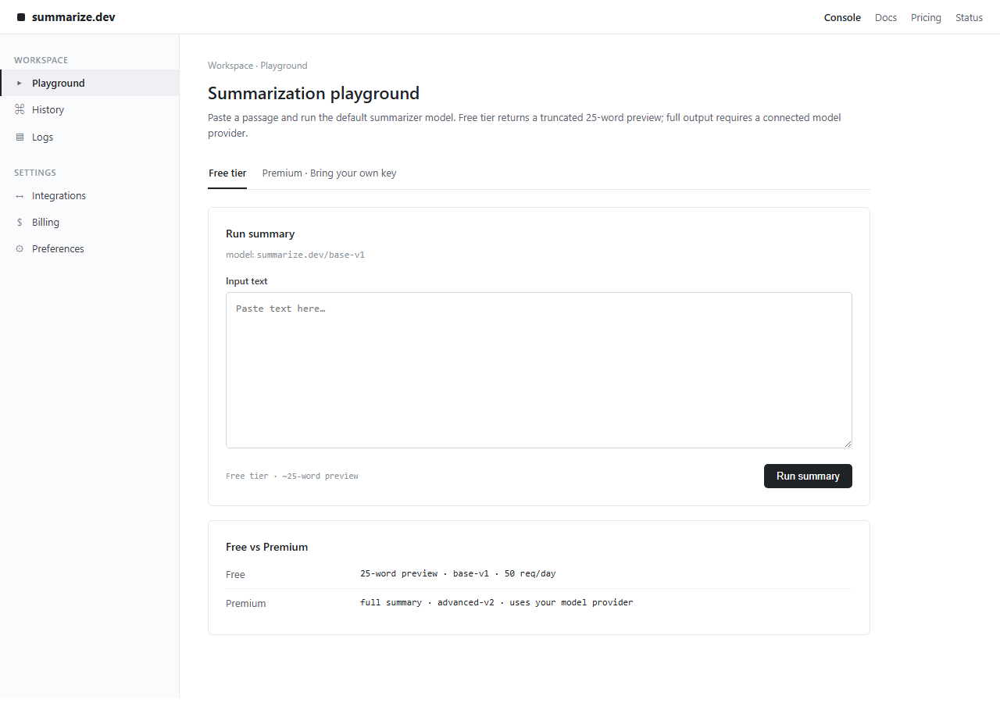 summarize.dev
Console
Docs
Pricing
Status
WORKSPACE
Playground
History
Logs
SETTINGS
Integrations
$ Billing
Preferences
Workspace · Playground
Summarization playground
Paste a passage and run the default summarizer model. Free tier returns a truncated 25-word preview; full output requires a connected model
provider.
Free tier
Premium · Bring your own key
Run summary
model: summarize.dev/base-v1
Input text
Paste text here…
Free tier · ~25-word preview
Run summary
Free vs Premium
Free
25-word preview · base-v1 · 50 req/day
Premium
full summary · advanced-v2 · uses your model provider